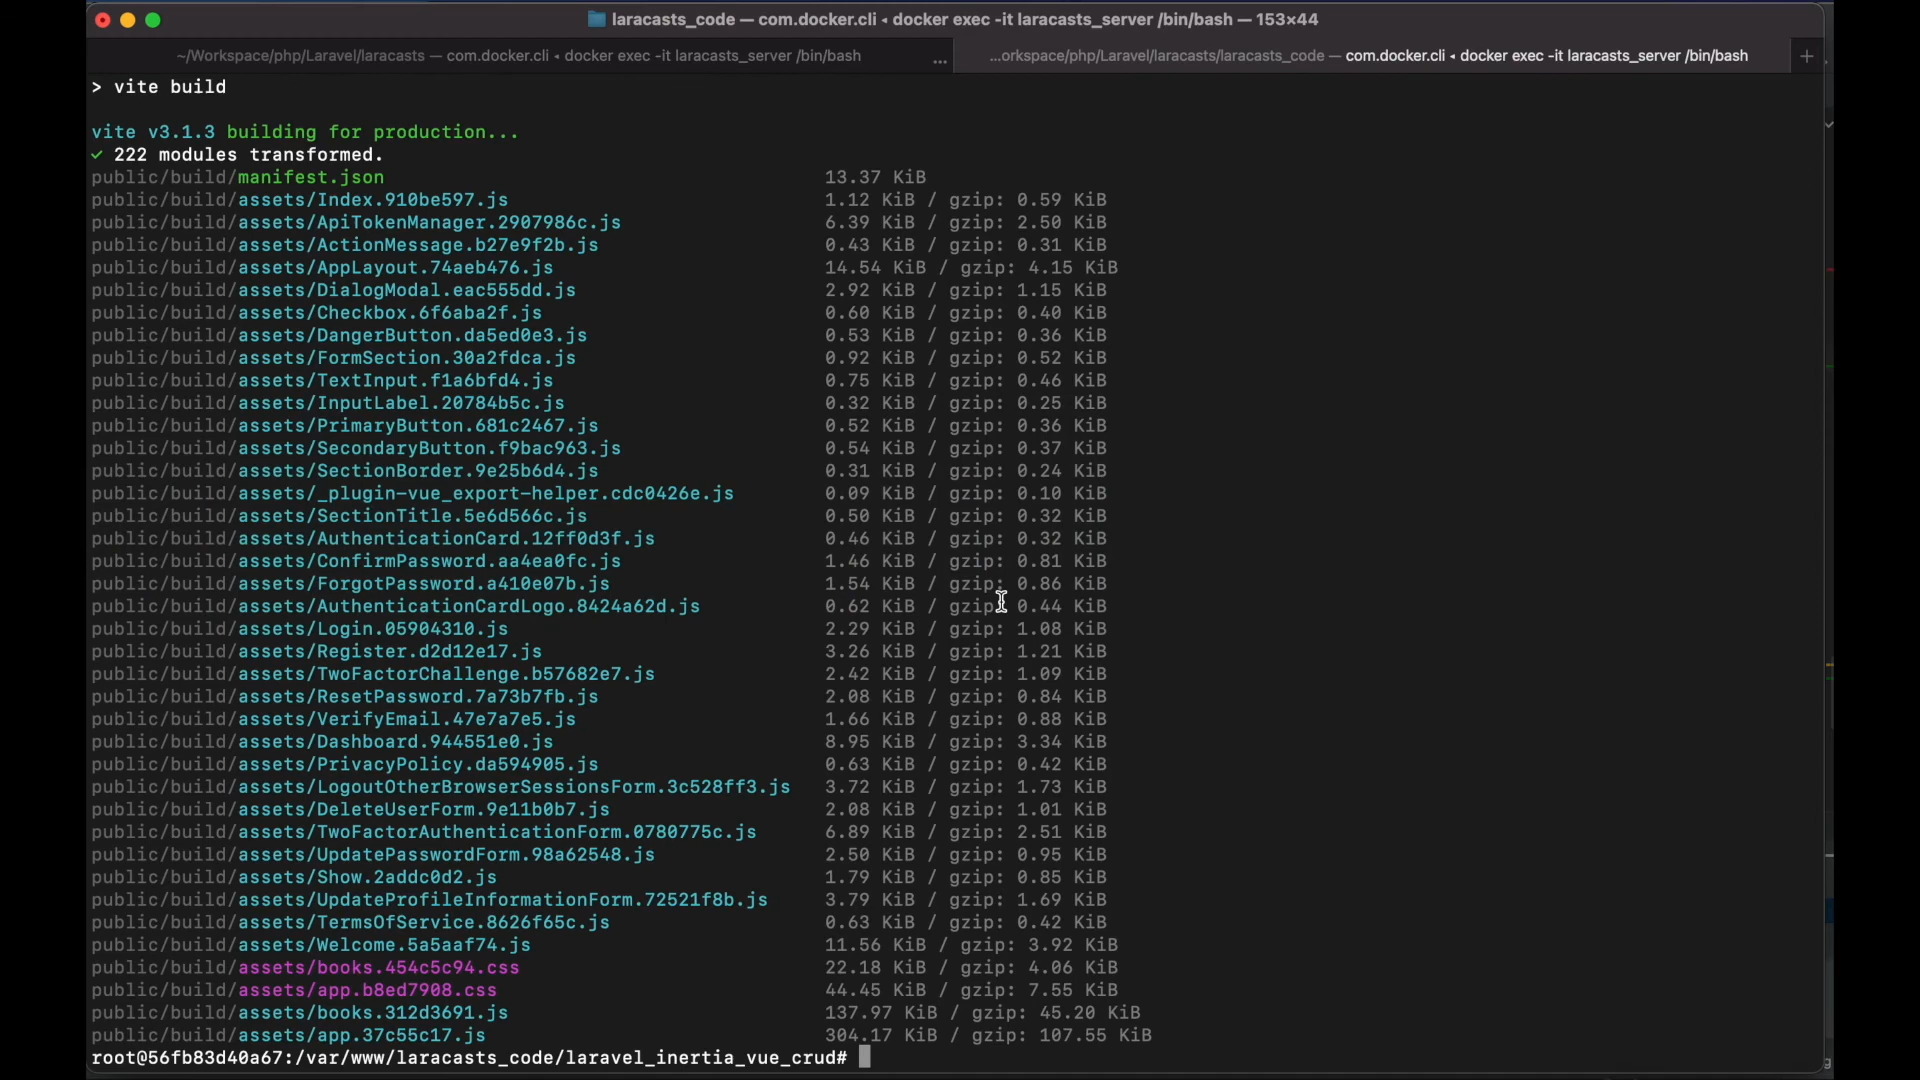 laracasts_code — com.docker.cli ◂ docker exec -it laracasts_server /bin/bash — 153×44
~/Workspace/php/Laravel/laracasts — com.docker.cli ◂ docker exec -it laracasts_server /bin/bash ...
...orkspace/php/Laravel/laracasts/laracasts_code — com.docker.cli ◂ docker exec -it laracasts_server /bin/bash +
> vite build
vite v3.1.3 building for production...
✓ 222 modules transformed.
public/build/manifest.json 13.37 KiB
public/build/assets/Index.910be597.js 1.12 KiB / gzip: 0.59 KiB
public/build/assets/ApiTokenManager.2907986c.js 6.39 KiB / gzip: 2.50 KiB
public/build/assets/ActionMessage.b27e9f2b.js 0.43 KiB / gzip: 0.31 KiB
public/build/assets/AppLayout.74aeb476.js 14.54 KiB / gzip: 4.15 KiB
public/build/assets/DialogModal.eac555dd.js 2.92 KiB / gzip: 1.15 KiB
public/build/assets/Checkbox.6f6aba2f.js 0.60 KiB / gzip: 0.40 KiB
public/build/assets/DangerButton.da5ed0e3.js 0.53 KiB / gzip: 0.36 KiB
public/build/assets/FormSection.30a2fdca.js 0.92 KiB / gzip: 0.52 KiB
public/build/assets/TextInput.f1a6bfd4.js 0.75 KiB / gzip: 0.46 KiB
public/build/assets/InputLabel.20784b5c.js 0.32 KiB / gzip: 0.25 KiB
public/build/assets/PrimaryButton.681c2467.js 0.52 KiB / gzip: 0.36 KiB
public/build/assets/SecondaryButton.f9bac963.js 0.54 KiB / gzip: 0.37 KiB
public/build/assets/SectionBorder.9e25b6d4.js 0.31 KiB / gzip: 0.24 KiB
public/build/assets/_plugin-vue_export-helper.cdc0426e.js 0.09 KiB / gzip: 0.10 KiB
public/build/assets/SectionTitle.5e6d566c.js 0.50 KiB / gzip: 0.32 KiB
public/build/assets/AuthenticationCard.12ff0d3f.js 0.46 KiB / gzip: 0.32 KiB
public/build/assets/ConfirmPassword.aa4ea0fc.js 1.46 KiB / gzip: 0.81 KiB
public/build/assets/ForgotPassword.a410e07b.js 1.54 KiB / gzip: 0.86 KiB
public/build/assets/AuthenticationCardLogo.8424a62d.js 0.62 KiB / gzip: 0.44 KiB
public/build/assets/Login.05904310.js 2.29 KiB / gzip: 1.08 KiB
public/build/assets/Register.d2d12e17.js 3.26 KiB / gzip: 1.21 KiB
public/build/assets/TwoFactorChallenge.b57682e7.js 2.42 KiB / gzip: 1.09 KiB
public/build/assets/ResetPassword.7a73b7fb.js 2.08 KiB / gzip: 0.84 KiB
public/build/assets/VerifyEmail.47e7a7e5.js 1.66 KiB / gzip: 0.88 KiB
public/build/assets/Dashboard.944551e0.js 8.95 KiB / gzip: 3.34 KiB
public/build/assets/PrivacyPolicy.da594905.js 0.63 KiB / gzip: 0.42 KiB
public/build/assets/LogoutOtherBrowserSessionsForm.3c528ff3.js 3.72 KiB / gzip: 1.73 KiB
public/build/assets/DeleteUserForm.9e11b0b7.js 2.08 KiB / gzip: 1.01 KiB
public/build/assets/TwoFactorAuthenticationForm.0780775c.js 6.89 KiB / gzip: 2.51 KiB
public/build/assets/UpdatePasswordForm.98a62548.js 2.50 KiB / gzip: 0.95 KiB
public/build/assets/Show.2addc0d2.js 1.79 KiB / gzip: 0.85 KiB
public/build/assets/UpdateProfileInformationForm.72521f8b.js 3.79 KiB / gzip: 1.69 KiB
public/build/assets/TermsOfService.8626f65c.js 0.63 KiB / gzip: 0.42 KiB
public/build/assets/Welcome.5a5aaf74.js 11.56 KiB / gzip: 3.92 KiB
public/build/assets/books.454c5c94.css 22.18 KiB / gzip: 4.06 KiB
public/build/assets/app.b8ed7908.css 44.45 KiB / gzip: 7.55 KiB
public/build/assets/books.312d3691.js 137.97 KiB / gzip: 45.20 KiB
public/build/assets/app.37c55c17.js 304.17 KiB / gzip: 107.55 KiB
root@56fb83d40a67:/var/www/laracasts_code/laravel_inertia_vue_crud#